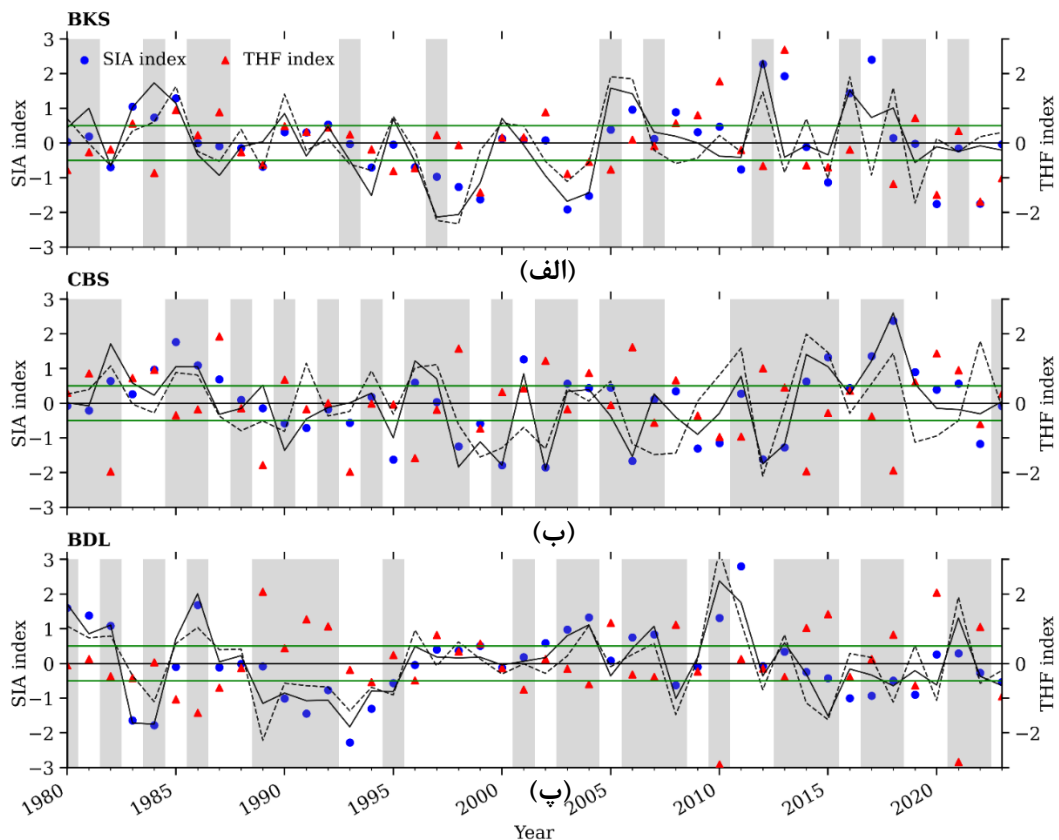 BKS
SIA index THF index
3
2
1
0
−1
−2
−3
SIA index
2
0
−2
THF index
(الف)
CBS
3
2
1
0
−1
−2
−3
SIA index
2
0
−2
THF index
(ب)
BDL
3
2
1
0
−1
−2
−3
SIA index
2
0
−2
THF index
(پ)
1980 1985 1990 1995 2000 2005 2010 2015 2020
Year